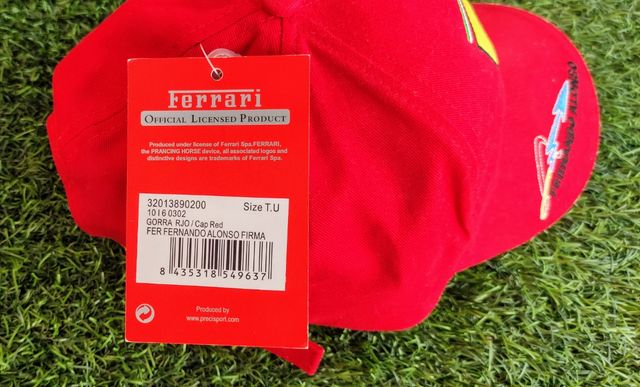 Ferrari
OFFICIAL LICENSED PRODUCT
Produced under license of Ferrari Spa.FERRARI,
the PRANCING HORSE device, all associated logos and
distinctive designs are trademarks of Ferrari Spa.
32013890200 Size T.U
10 I 6 0302
GORRA RJO / Cap Red
FER FERNANDO ALONSO FIRMA
8 435318 549637
Produced by
www.precisport.com